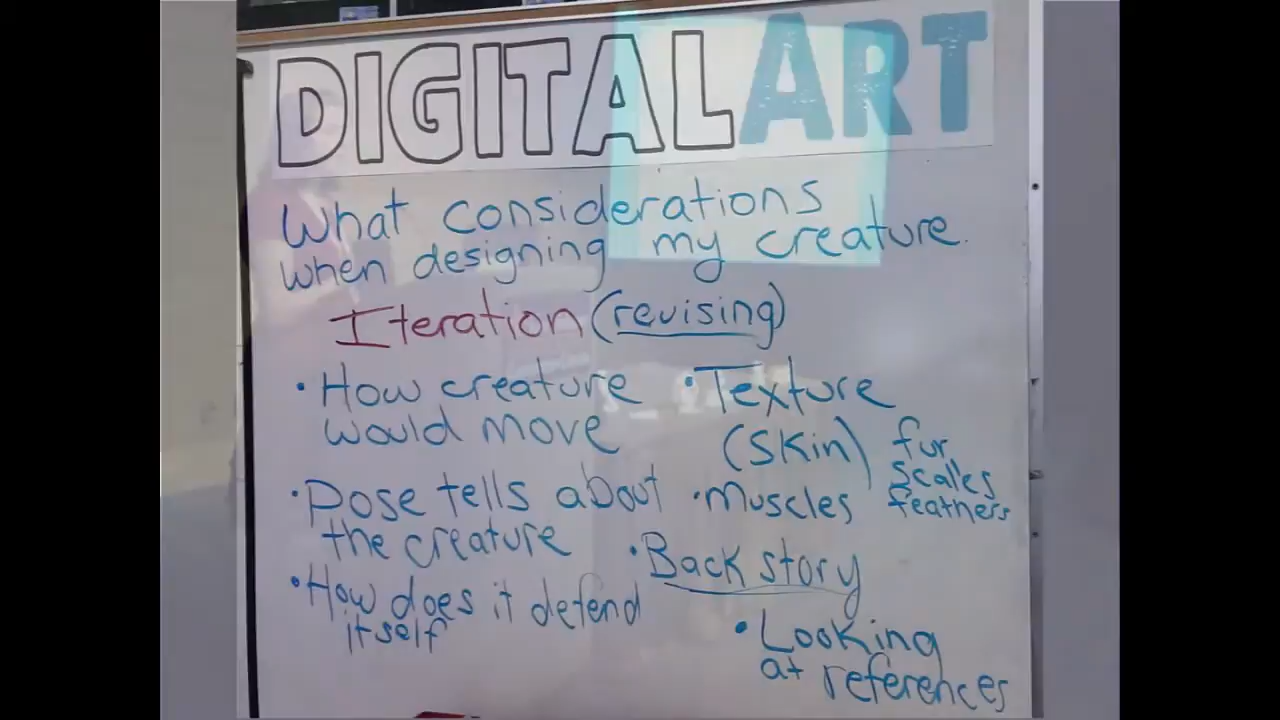 DIGITAL ART
What considerations
when designing my creature.
Iteration (revising)
• How creature
would move
• Pose tells about
the creature
• How does it defend
itself
• Texture
(skin) fur
scales
feathers
• Muscles
• Back story
• Looking
at references